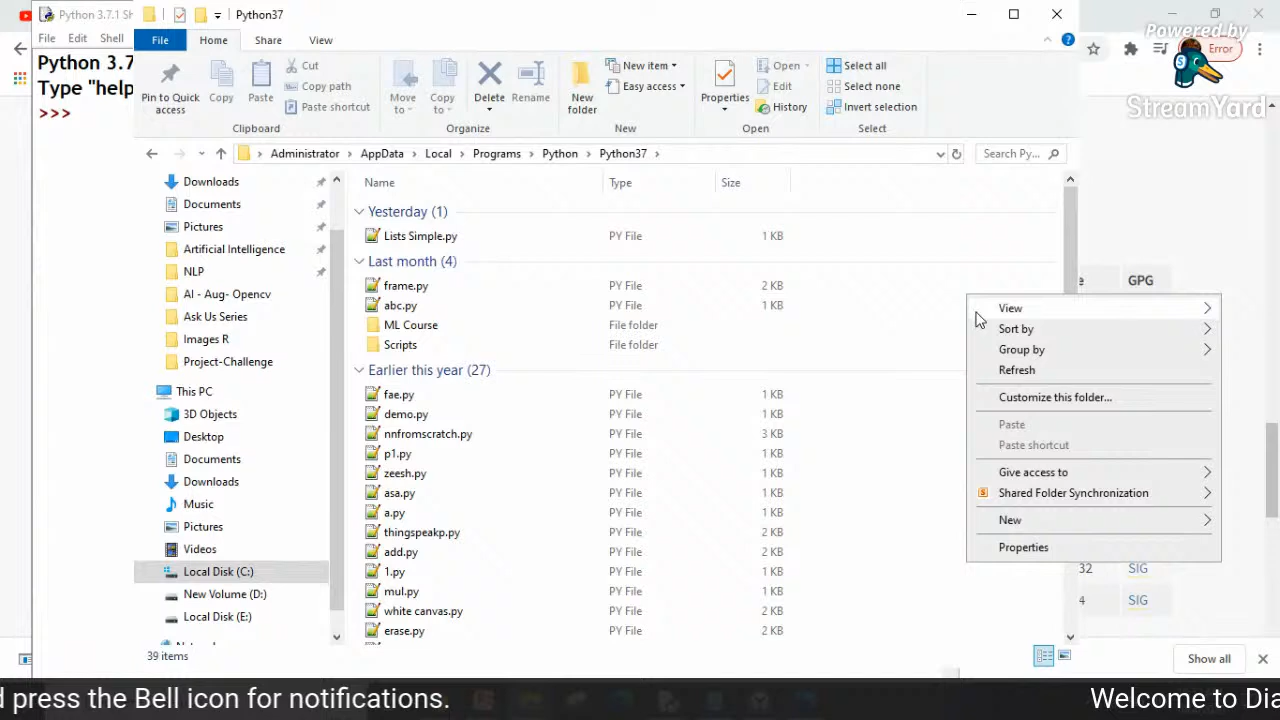 Python 3.7.1 Sh
Python37
Powered by
File Edit Shell
File Home Share View
Error
StreamYard
Python 3.7
Type "help
>>>
Pin to Quick access
Copy
Paste
Cut
Copy path
Paste shortcut
Move to
Copy to
Delete
Rename
New folder
New item
Easy access
Properties
Open
Edit
History
Select all
Select none
Invert selection
Clipboard
Organize
New
Open
Select
Administrator > AppData > Local > Programs > Python > Python37 >
Search Py...
Downloads
Documents
Pictures
Artificial Intelligence
NLP
AI - Aug- Opencv
Ask Us Series
Images R
Project-Challenge
This PC
3D Objects
Desktop
Documents
Downloads
Music
Pictures
Videos
Local Disk (C:)
New Volume (D:)
Local Disk (E:)
Name Type Size
Yesterday (1)
Lists Simple.py PY File 1 KB
Last month (4)
frame.py PY File 2 KB
abc.py PY File 1 KB
ML Course File folder
Scripts File folder
Earlier this year (27)
fae.py PY File 1 KB
demo.py PY File 1 KB
nnfromscratch.py PY File 3 KB
p1.py PY File 1 KB
zeesh.py PY File 1 KB
asa.py PY File 1 KB
a.py PY File 1 KB
thingspeakp.py PY File 2 KB
add.py PY File 2 KB
1.py PY File 1 KB
mul.py PY File 1 KB
white canvas.py PY File 2 KB
erase.py PY File 2 KB
39 items
e GPG
View
Sort by
Group by
Refresh
Customize this folder...
Paste
Paste shortcut
Give access to
Shared Folder Synchronization
New
Properties
32 SIG
4 SIG
Show all
d press the Bell icon for notifications.
Welcome to Dia